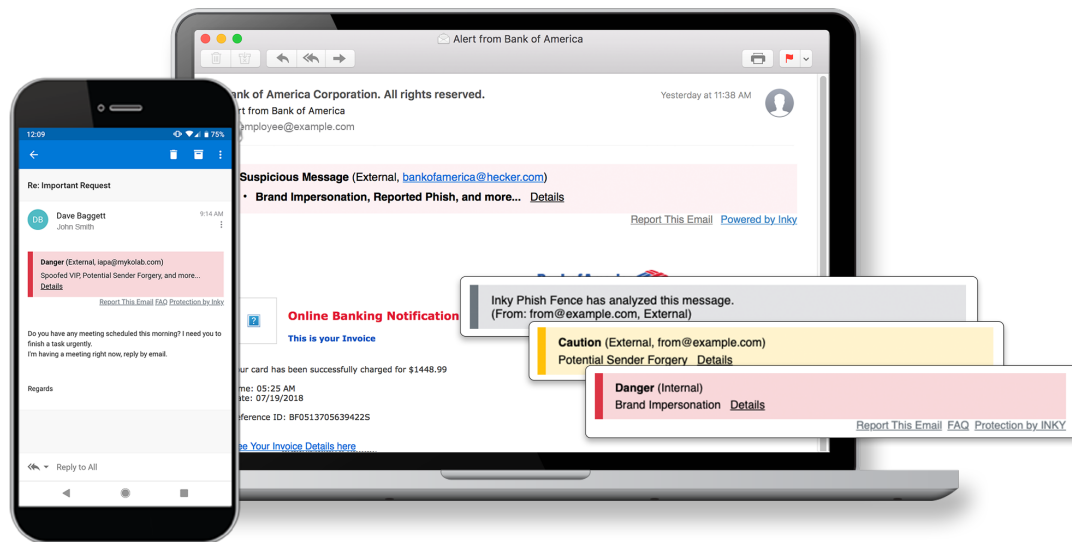 Alert from Bank of America
ank of America Corporation. All rights reserved.
Yesterday at 11:38 AM
rt from Bank of America
employee@example.com
Suspicious Message (External, bankofamerica@hecker.com)
• Brand Impersonation, Reported Phish, and more... Details
Report This Email Powered by Inky
Online Banking Notification
This is your Invoice
ur card has been successfully charged for $1448.99
me: 05:25 AM
ate: 07/19/2018
eference ID: BF0513705639422S
ee Your Invoice Details here
12:09
75%
Re: Important Request
DB
Dave Baggett
9:14 AM
John Smith
Danger (External, iapa@mykolab.com)
Spoofed VIP, Potential Sender Forgery, and more...
Details
Report This Email FAQ Protection by Inky
Do you have any meeting scheduled this morning? I need you to
finish a task urgently.
I'm having a meeting right now, reply by email.
Regards
Reply to All
Inky Phish Fence has analyzed this message.
(From: from@example.com, External)
Caution (External, from@example.com)
Potential Sender Forgery Details
Danger (Internal)
Brand Impersonation Details
Report This Email FAQ Protection by INKY